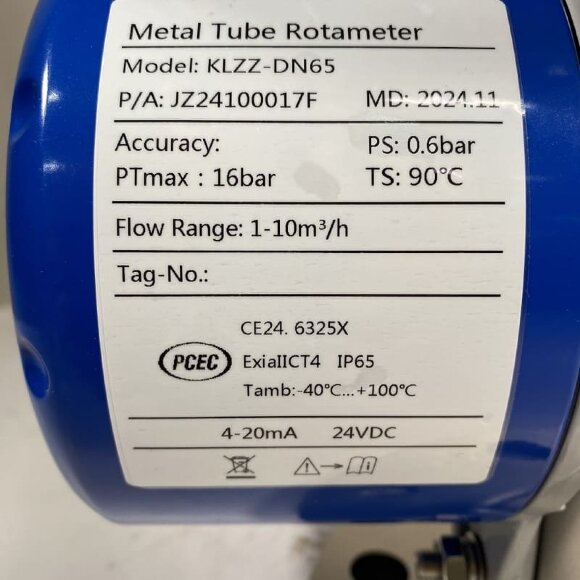 Metal Tube Rotameter
Model: KLZZ-DN65
P/A: JZ24100017F MD: 2024.11
Accuracy: PS: 0.6bar
PTmax : 16bar TS: 90℃
Flow Range: 1-10m³/h
Tag-No.:
CE24. 6325X
PCEC ExiaIICT4 IP65
Tamb:-40℃...+100℃
4-20mA 24VDC